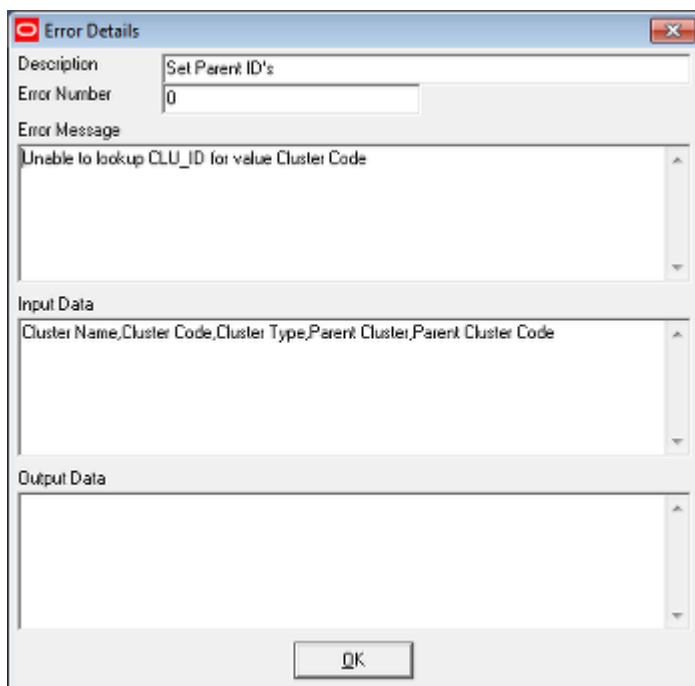 Error Details
Description
Set Parent ID's
Error Number
0
Error Message
Unable to lookup CLU_ID for value Cluster Code
Input Data
Cluster Name,Cluster Code,Cluster Type,Parent Cluster,Parent Cluster Code
Output Data
OK